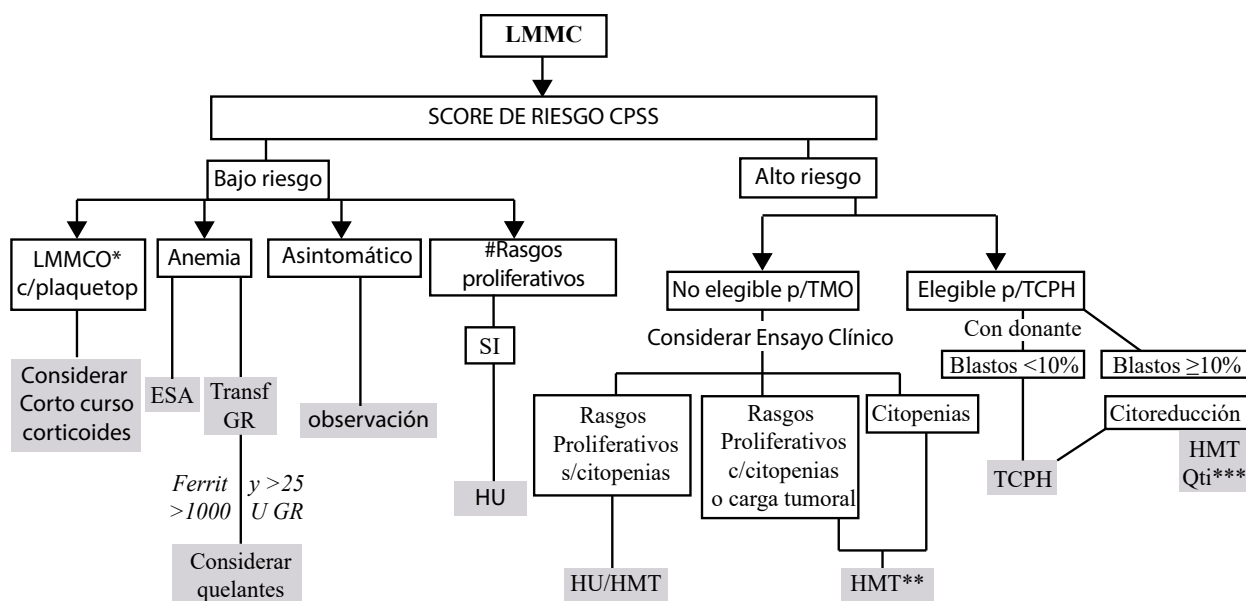 LMMC
SCORE DE RIESGO CPSS
Bajo riesgo
Alto riesgo
LMMCO*
c/plaquetop
Anemia
Asintomático
#Rasgos
proliferativos
No elegible p/TMO
Elegible p/TCPH
Considerar
Corto curso
corticoides
ESA
Transf
GR
observación
SI
HU
Ferrit y >25
>1000 U GR
Considerar
quelantes
Considerar Ensayo Clínico
Rasgos
Proliferativos
s/citopenias
Rasgos
Proliferativos
c/citopenias
o carga tumoral
Citopenias
HU/HMT
HMT**
Con donante
Blastos <10%
Blastos ≥10%
Citoreducción
HMT
Qti***
TCPH